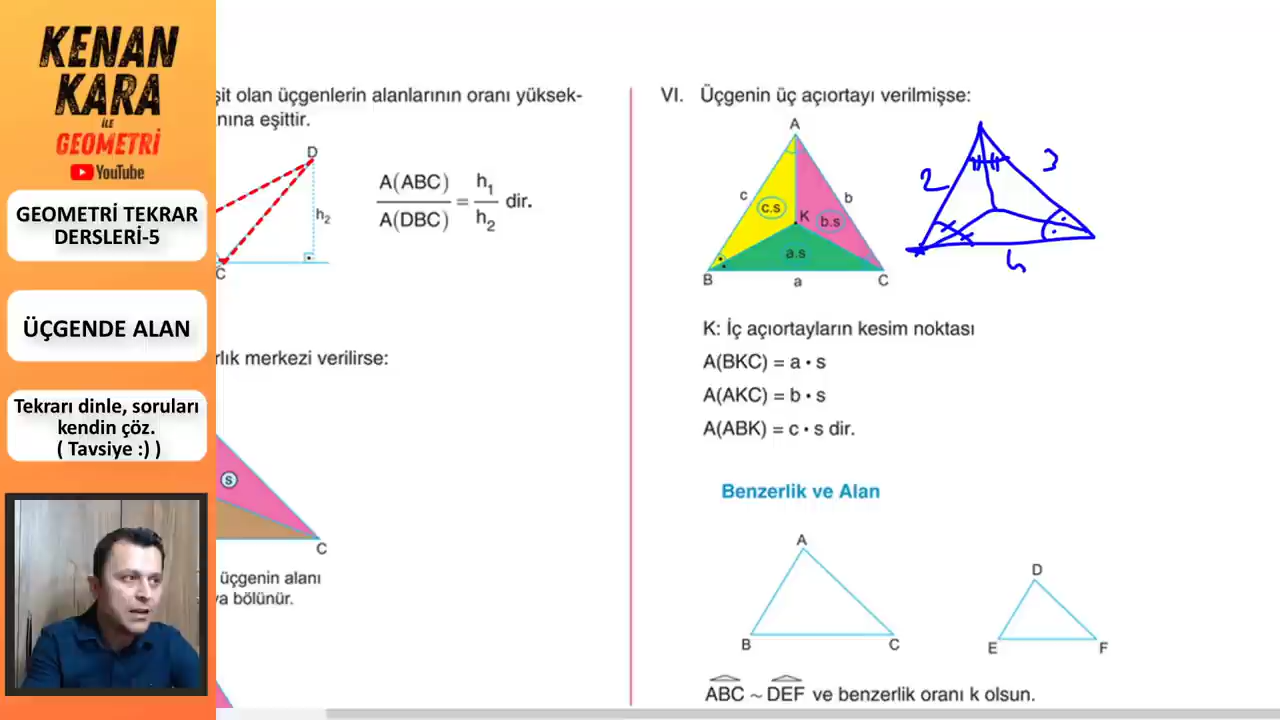 KENAN
KARA
İLE
GEOMETRİ
YouTube
GEOMETRİ TEKRAR
DERSLERİ-5
ÜÇGENDE ALAN
Tekrarı dinle, soruları
kendin çöz.
( Tavsiye :) )
şit olan üçgenlerin alanlarının oranı yüksek-
nına eşittir.
D
h2
C
A(ABC)
A(DBC)
=
h1
h2
dir.
rlık merkezi verilirse:
s
C
üçgenin alanı
ya bölünür.
VI. Üçgenin üç açıortayı verilmişse:
A
c
b
c.s
K
b.s
a.s
B
a
C
2
3
K: İç açıortayların kesim noktası
A(BKC) = a • s
A(AKC) = b • s
A(ABK) = c • s dir.
Benzerlik ve Alan
A
B
C
D
E
F
ABC ~ DEF ve benzerlik oranı k olsun.